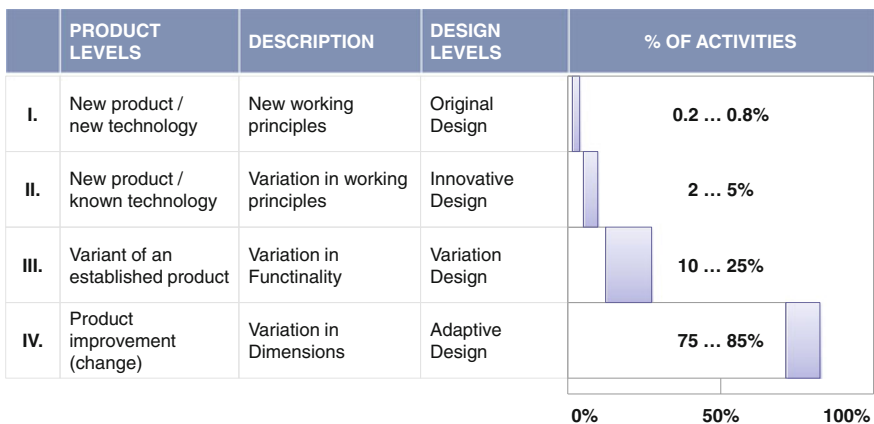 PRODUCT
LEVELS
DESCRIPTION
DESIGN
LEVELS
% OF ACTIVITIES
I.
New product /
new technology
New working
principles
Original
Design
0.2 … 0.8%
II.
New product /
known technology
Variation in working
principles
Innovative
Design
2 … 5%
III.
Variant of an
established product
Variation in
Functinality
Variation
Design
10 … 25%
IV.
Product
improvement
(change)
Variation in
Dimensions
Adaptive
Design
75 … 85%
0%
50%
100%